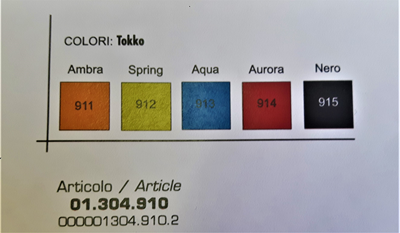 COLORI: Tokko
Ambra Spring Aqua Aurora Nero
911 912 913 914 915
Articolo / Article
01.304.910
000001304.910.2